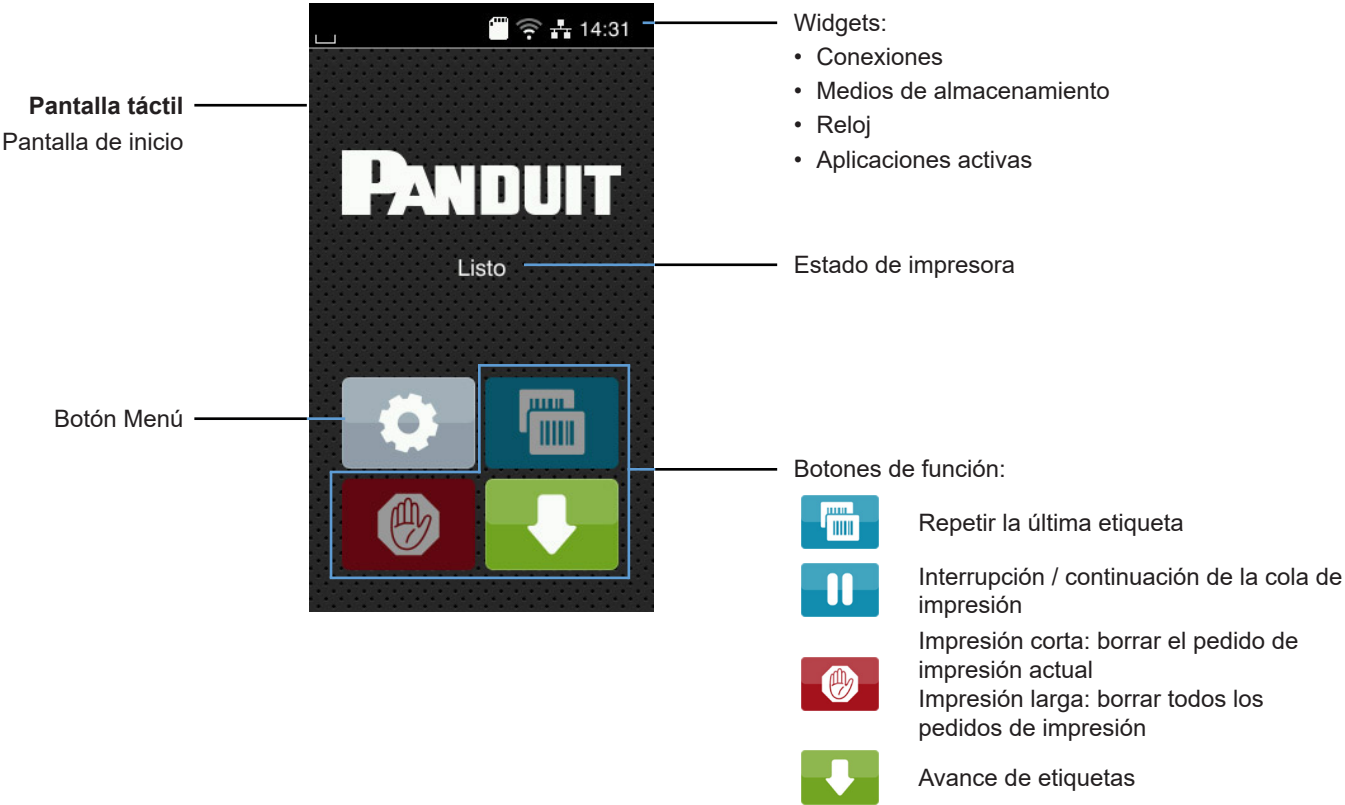 14:31
Widgets:
• Conexiones
• Medios de almacenamiento
• Reloj
• Aplicaciones activas
Pantalla táctil
Pantalla de inicio
PANDUIT
Listo
Estado de impresora
Botón Menú
Botones de función:
Repetir la última etiqueta
Interrupción / continuación de la cola de
impresión
Impresión corta: borrar el pedido de
impresión actual
Impresión larga: borrar todos los
pedidos de impresión
Avance de etiquetas